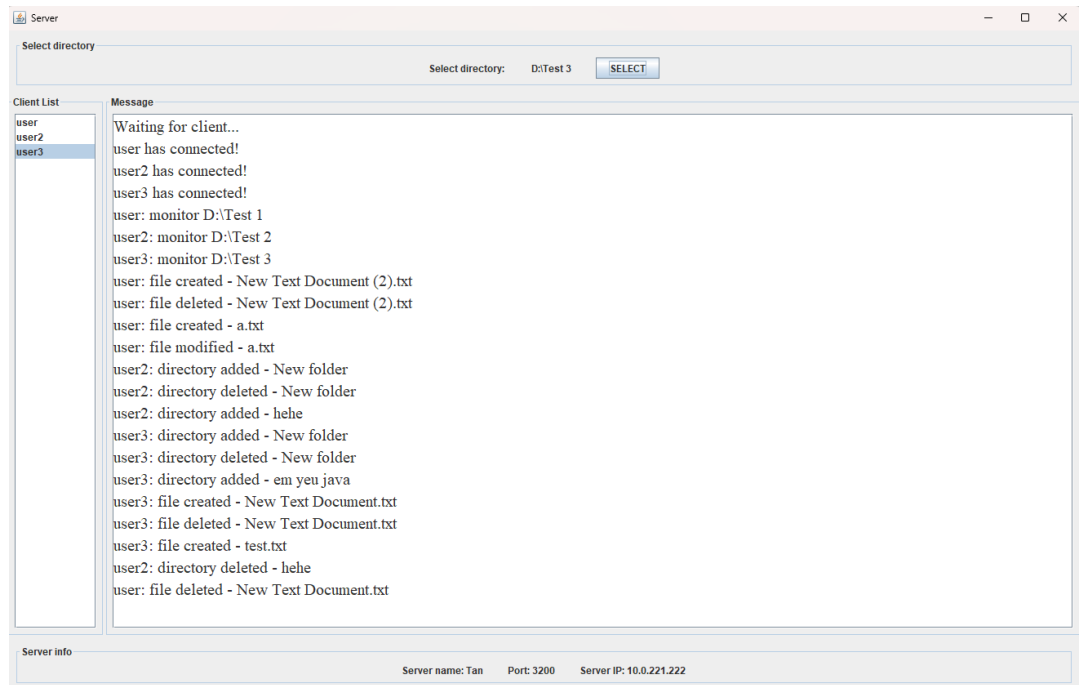 Server
Select directory
Select directory: D:\Test 3 SELECT
Client List
user
user2
user3
Message
Waiting for client...
user has connected!
user2 has connected!
user3 has connected!
user: monitor D:\Test 1
user2: monitor D:\Test 2
user3: monitor D:\Test 3
user: file created - New Text Document (2).txt
user: file deleted - New Text Document (2).txt
user: file created - a.txt
user: file modified - a.txt
user2: directory added - New folder
user2: directory deleted - New folder
user2: directory added - hehe
user3: directory added - New folder
user3: directory deleted - New folder
user3: directory added - em yeu java
user3: file created - New Text Document.txt
user3: file deleted - New Text Document.txt
user3: file created - test.txt
user2: directory deleted - hehe
user: file deleted - New Text Document.txt
Server info
Server name: Tan Port: 3200 Server IP: 10.0.221.222